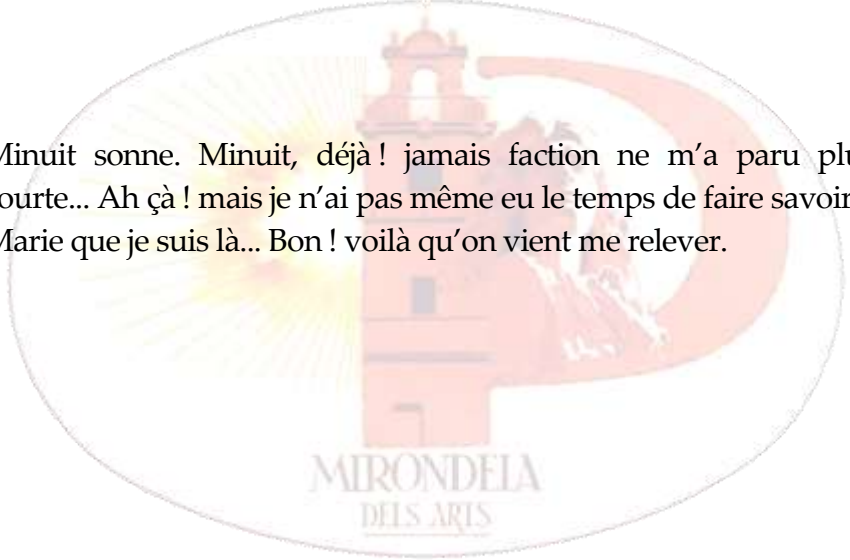 Minuit sonne. Minuit, déjà ! jamais faction ne m’a paru
ourte... Ah çà ! mais je n’ai pas même eu le temps de faire savoir
Marie que je suis là... Bon ! voilà qu’on vient me relever.
MIRONDELA
DELS ARTS